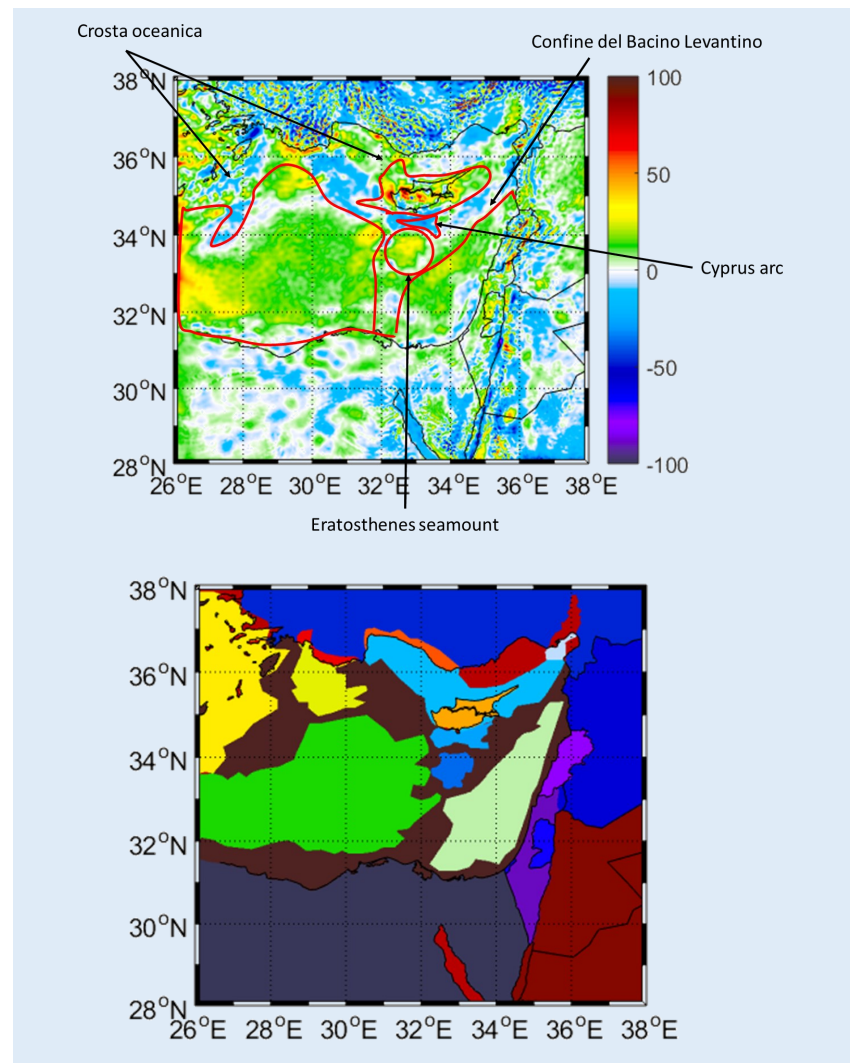 Crosta oceanica
Confine del Bacino Levantino
38°N
36°N
34°N
32°N
30°N
28°N
26°E 28°E 30°E 32°E 34°E 36°E 38°E
100
50
0
-50
-100
Cyprus arc
Eratosthenes seamount
38°N
36°N
34°N
32°N
30°N
28°N
26°E 28°E 30°E 32°E 34°E 36°E 38°E